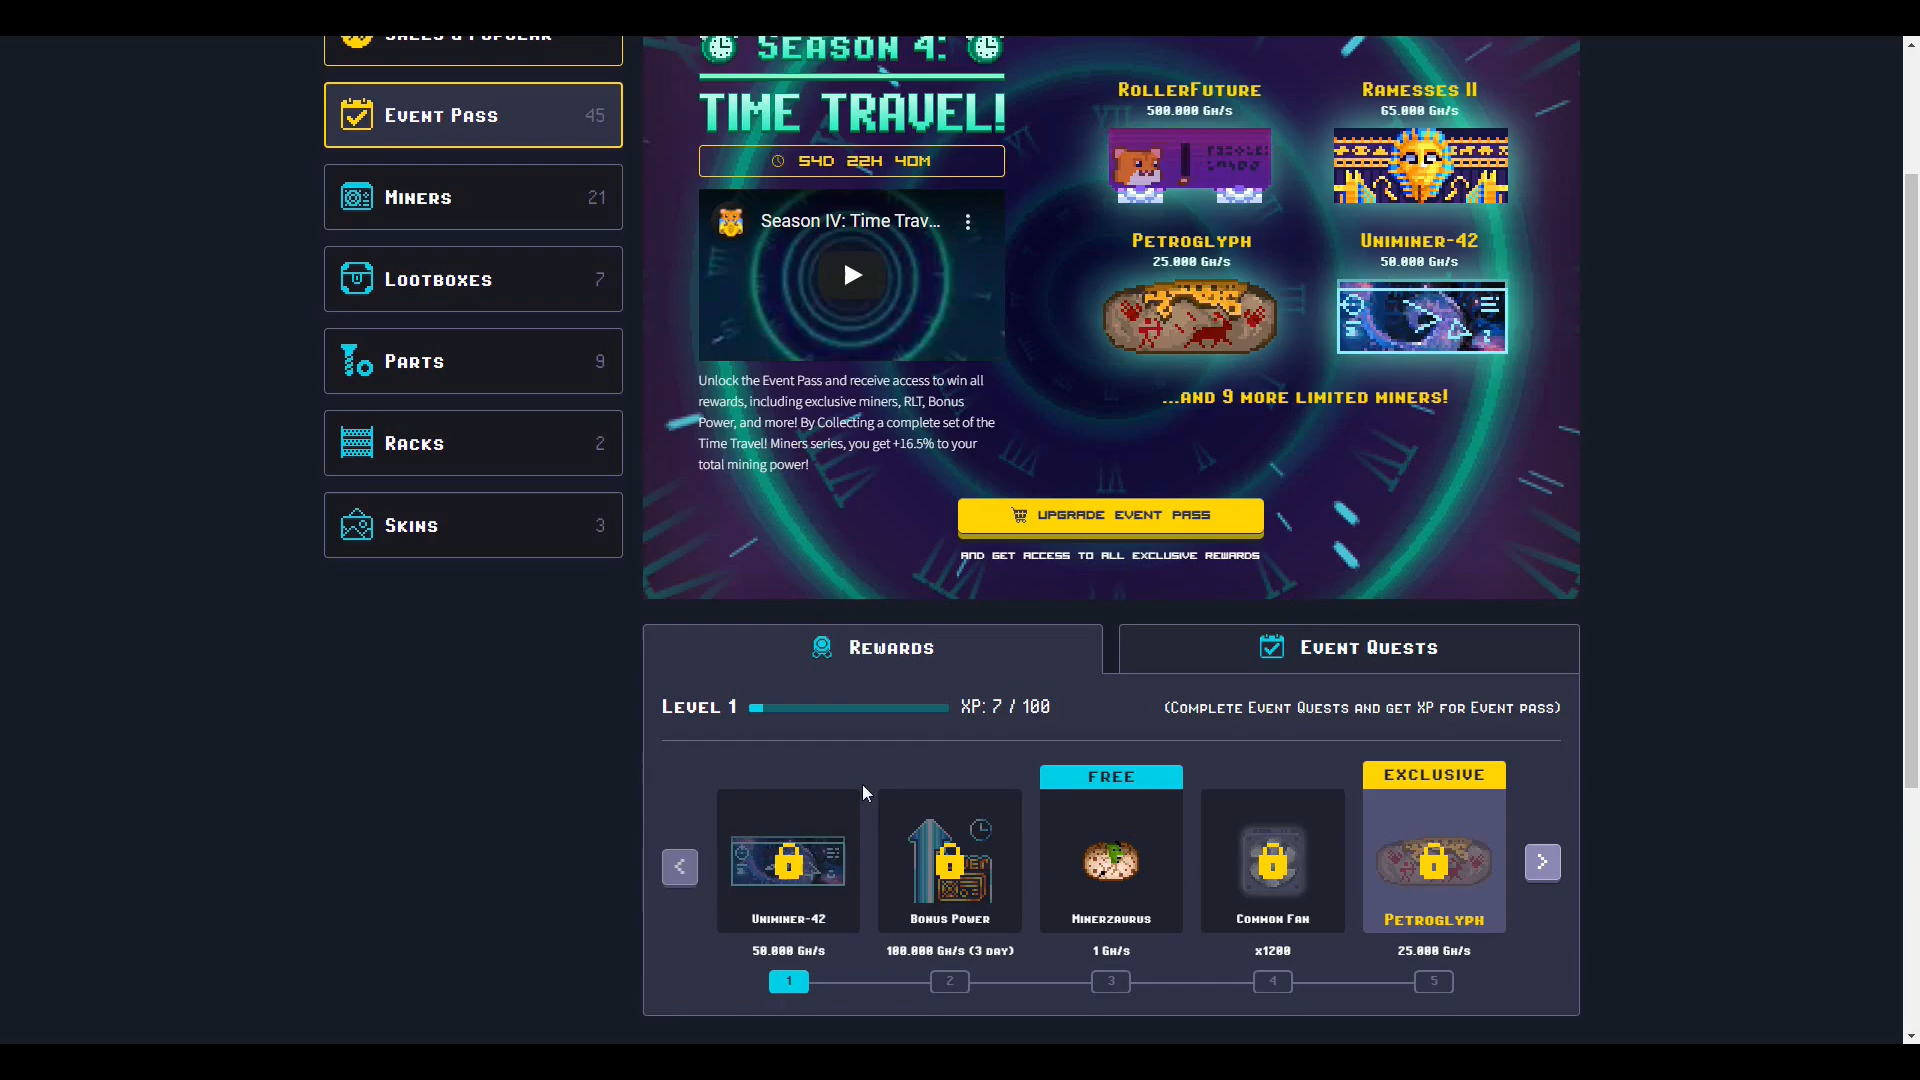 Sales & Popular
Event Pass 45
Miners 21
Lootboxes 7
Parts 9
Racks 2
Skins 3
Season 4:
Time Travel!
54D 22H 40M
Season IV: Time Trav...
Unlock the Event Pass and receive access to win all
rewards, including exclusive miners, RLT, Bonus
Power, and more! By Collecting a complete set of the
Time Travel! Miners series, you get +16.5% to your
total mining power!
RollerFuture
500.000 Gh/s
Ramesses II
65.000 Gh/s
Petroglyph
25.000 Gh/s
Uniminer-42
50.000 Gh/s
...and 9 more limited miners!
Upgrade Event Pass
and get access to all exclusive rewards
Rewards
Event Quests
Level 1
XP: 7 / 100
(Complete Event Quests and get XP for Event pass)
Free
Exclusive
<
Uniminer-42
Bonus Power
Minerzaurus
Common Fan
Petroglyph
>
50.000 Gh/s
100.000 Gh/s (3 day)
1 Gh/s
x1200
25.000 Gh/s
1
2
3
4
5